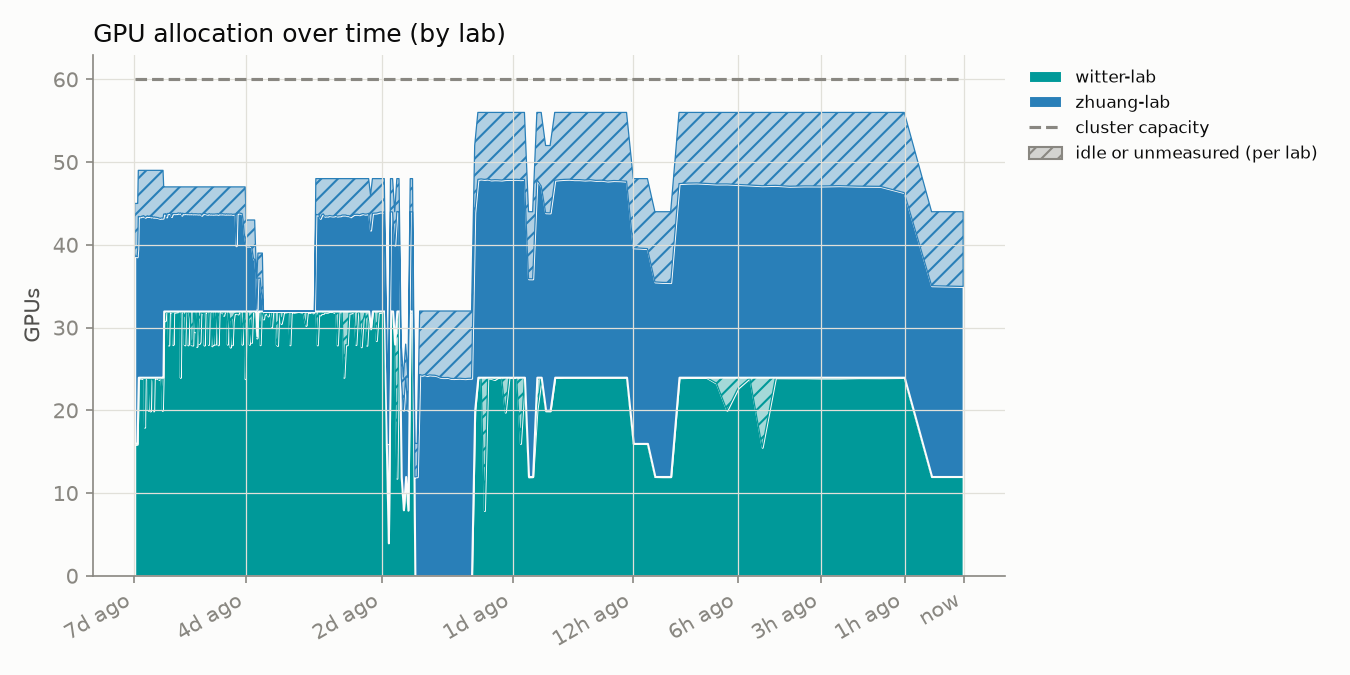 GPU allocation over time (by lab)
60
50
40
30
20
10
0
GPUs
7d ago
4d ago
2d ago
1d ago
12h ago
6h ago
3h ago
1h ago
now
witter-lab
zhuang-lab
cluster capacity
idle or unmeasured (per lab)